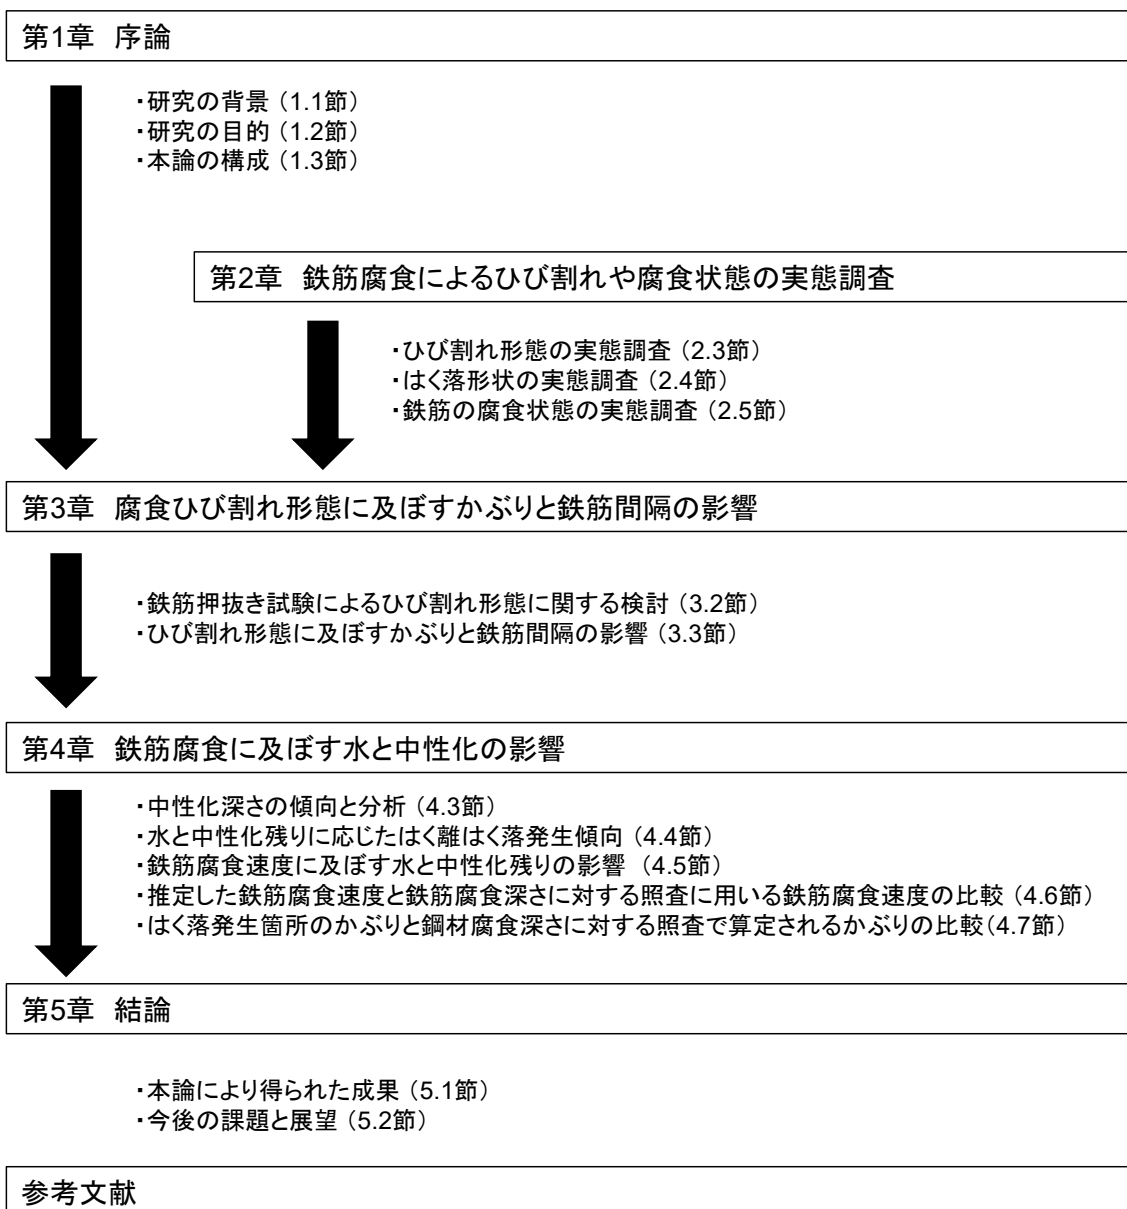 第1章 序論
・研究の背景（1.1節）
・研究の目的（1.2節）
・本論の構成（1.3節）
第2章 鉄筋腐食によるひび割れや腐食状態の実態調査
・ひび割れ形態の実態調査（2.3節）
・はく落形状の実態調査（2.4節）
・鉄筋の腐食状態の実態調査（2.5節）
第3章 腐食ひび割れ形態に及ぼすかぶりと鉄筋間隔の影響
・鉄筋押抜き試験によるひび割れ形態に関する検討（3.2節）
・ひび割れ形態に及ぼすかぶりと鉄筋間隔の影響（3.3節）
第4章 鉄筋腐食に及ぼす水と中性化の影響
・中性化深さの傾向と分析（4.3節）
・水と中性化残りに応じたはく離はく落発生傾向（4.4節）
・鉄筋腐食速度に及ぼす水と中性化残りの影響 （4.5節）
・推定した鉄筋腐食速度と鉄筋腐食深さに対する照査に用いる鉄筋腐食速度の比較（4.6節）
・はく落発生箇所のかぶりと鋼材腐食深さに対する照査で算定されるかぶりの比較（4.7節）
第5章 結論
・本論により得られた成果（5.1節）
・今後の課題と展望（5.2節）
参考文献